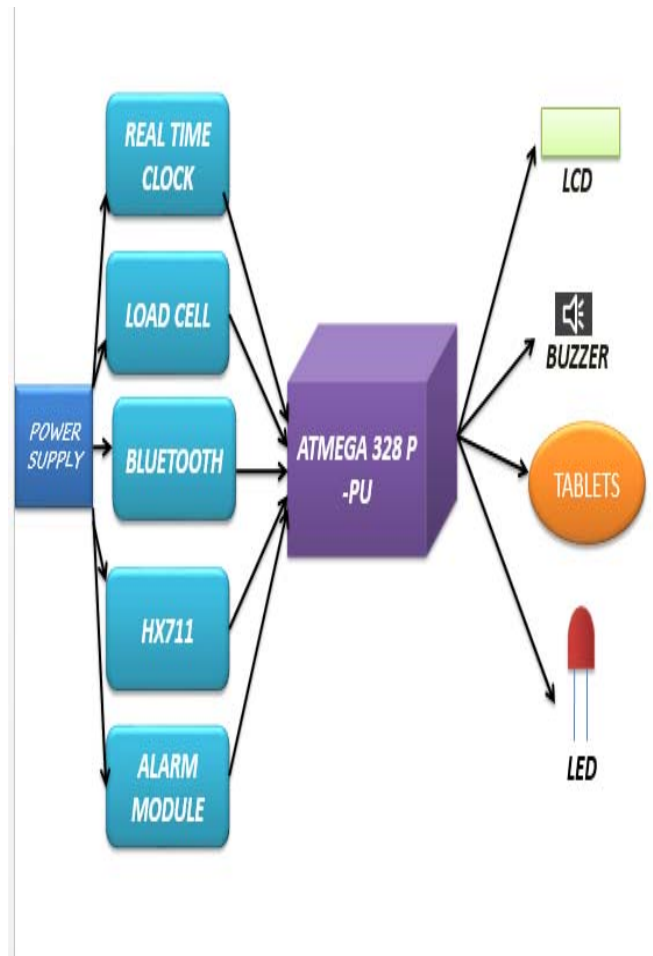 REAL TIME
CLOCK
LOAD CELL
POWER
SUPPLY
BLUETOOTH
HX711
ALARM
MODULE
ATMEGA 328 P
-PU
LCD
BUZZER
TABLETS
LED